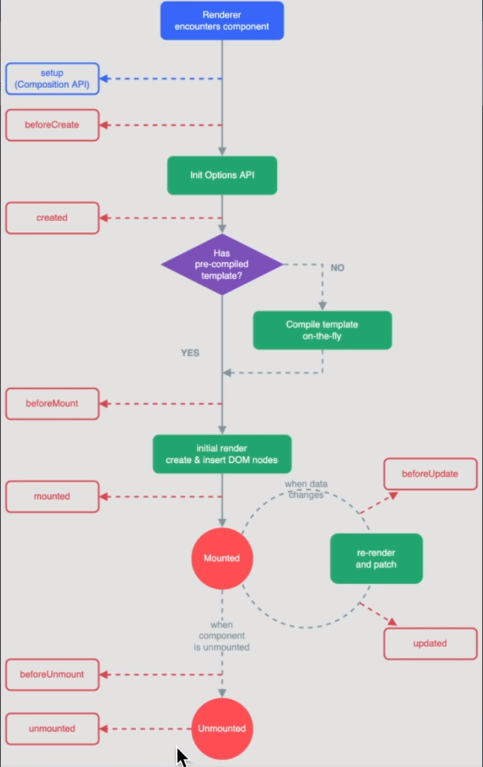 Renderer
encounters component
setup
(Composition API)
beforeCreate
Init Options API
created
Has
pre-compiled
template?
NO
Compile template
on-the-fly
YES
beforeMount
initial render
create & insert DOM nodes
mounted
when data
changes
beforeUpdate
Mounted
re-render
and patch
when
component
is unmounted
updated
beforeUnmount
unmounted
Unmounted